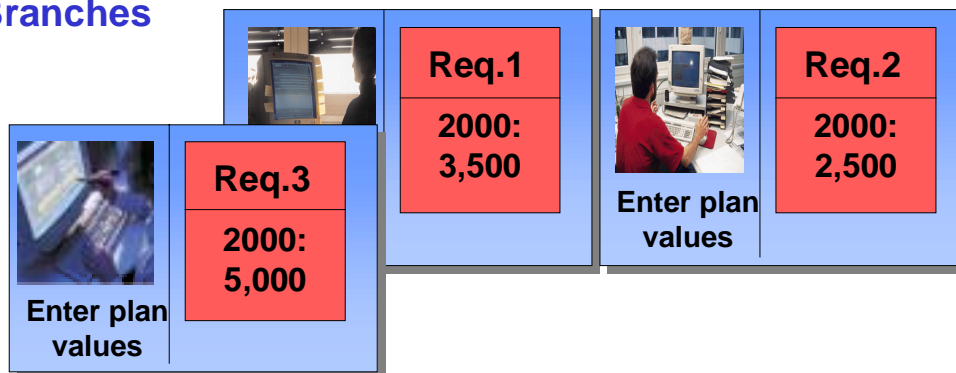 Branches
Req.1
2000:
3,500
Req.2
2000:
2,500
Enter plan
values
Req.3
2000:
5,000
Enter plan
values